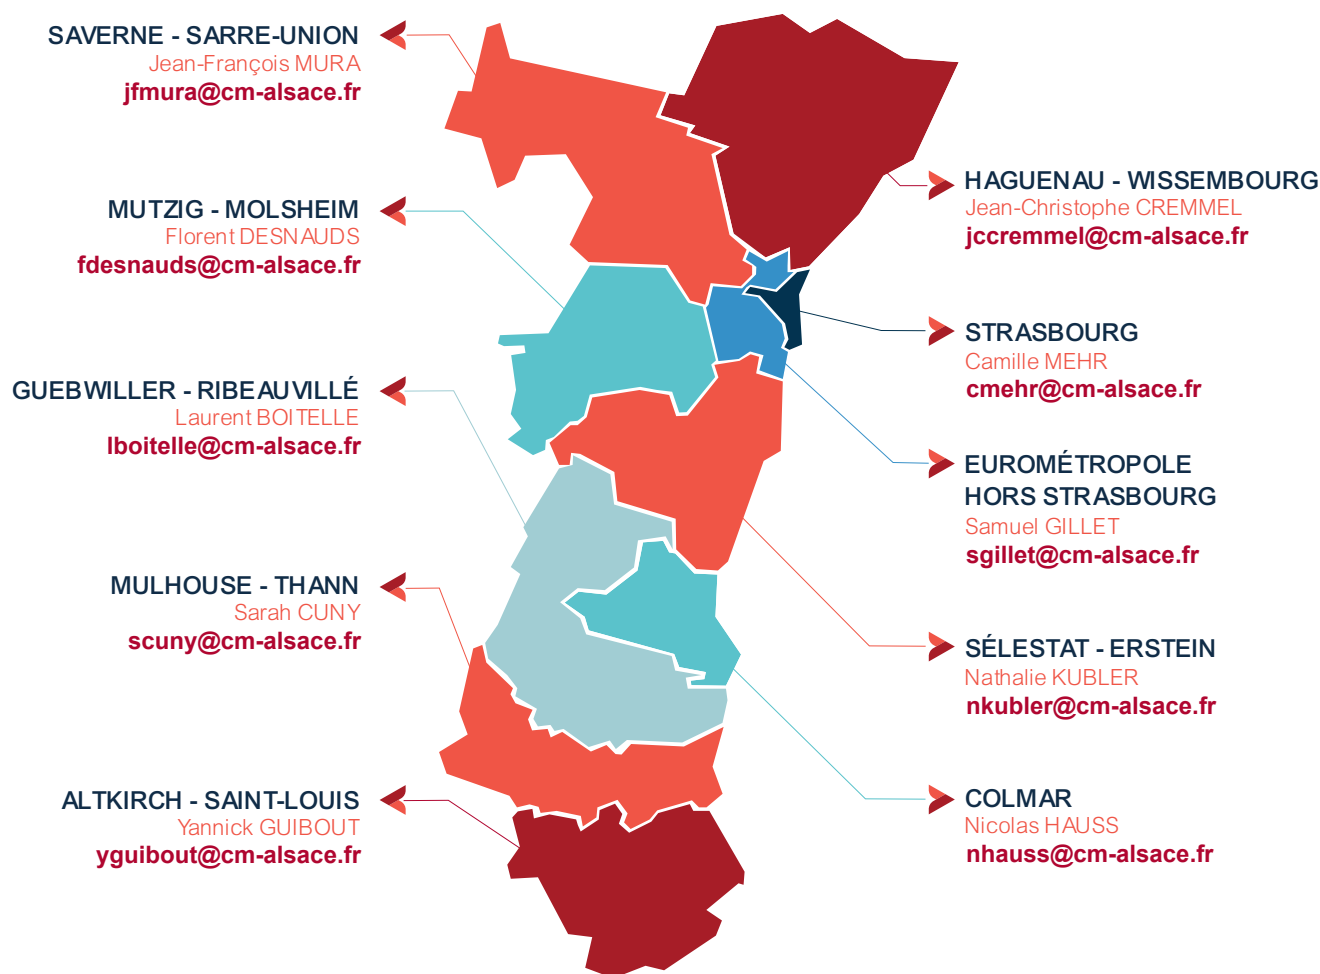 SAVERNE - SARRE-UNION
Jean-François MURA
jfmura@cm-alsace.fr
MUTZIG - MOLSHEIM
Florent DESNAUDS
fdesnauds@cm-alsace.fr
GUEBWILLER - RIBEAUVILLÉ
Laurent BOITELLE
lboitelle@cm-alsace.fr
MULHOUSE - THANN
Sarah CUNY
scuny@cm-alsace.fr
ALTKIRCH - SAINT-LOUIS
Yannick GUIBOUT
yguibout@cm-alsace.fr
HAGUENAU - WISSEMBOURG
Jean-Christophe CREMMEL
jccremmel@cm-alsace.fr
STRASBOURG
Camille MEHR
cmehr@cm-alsace.fr
EUROMÉTROPOLE
HORS STRASBOURG
Samuel GILLET
sgillet@cm-alsace.fr
SÉLESTAT - ERSTEIN
Nathalie KUBLER
nkubler@cm-alsace.fr
COLMAR
Nicolas HAUSS
nhauss@cm-alsace.fr